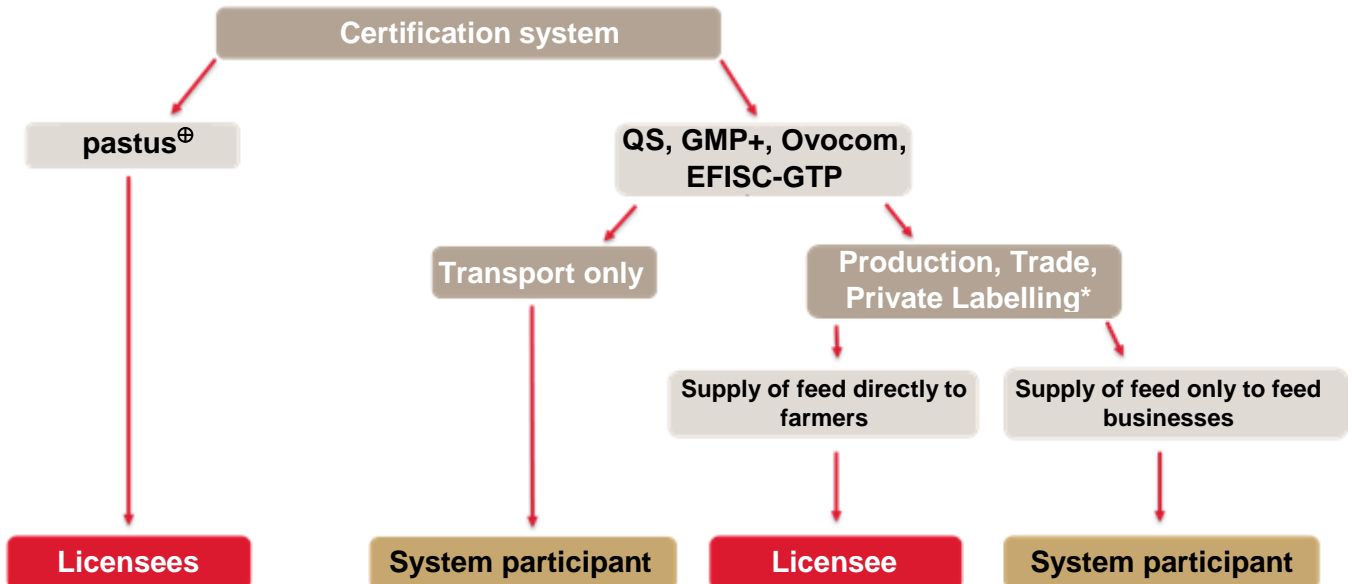 Certification system
pastus⊕
QS, GMP+, Ovocom,
EFISC-GTP
Transport only
Production, Trade,
Private Labelling*
Supply of feed directly to
farmers
Supply of feed only to feed
businesses
Licensees
System participant
Licensee
System participant